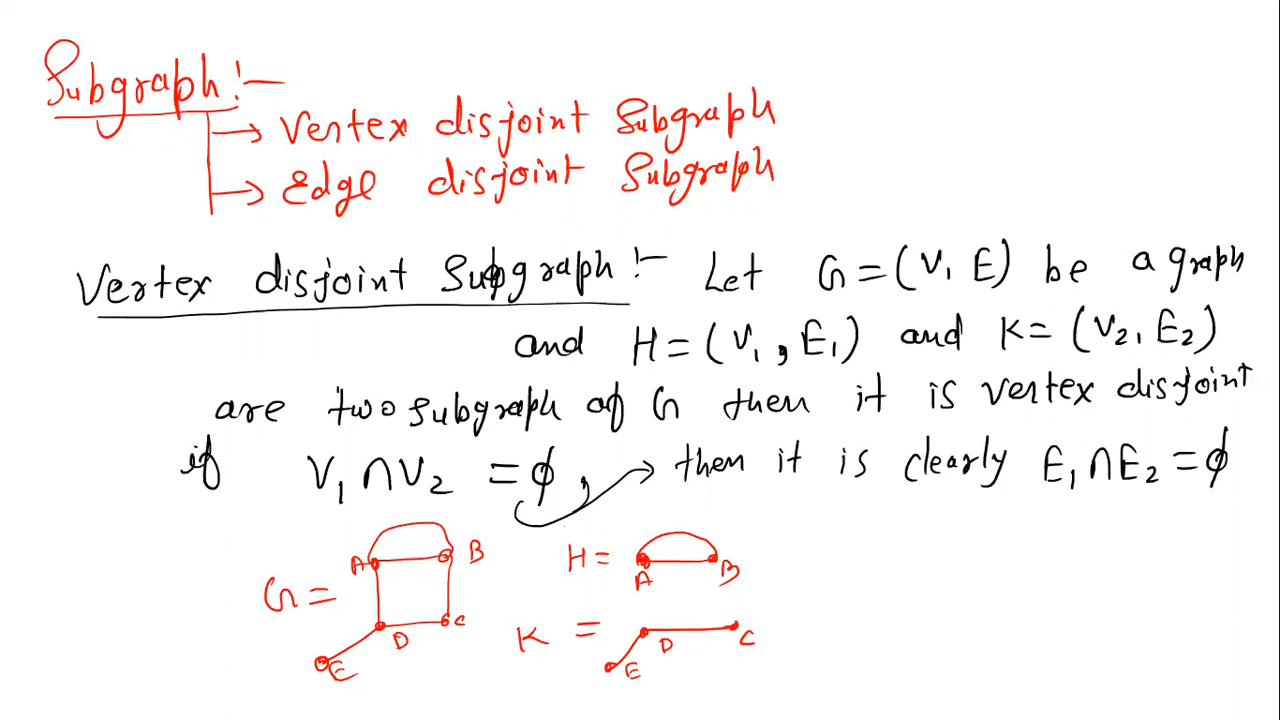 Subgraph :-
→ Vertex disjoint Subgraph
→ Edge disjoint Subgraph
Vertex disjoint Subgraph :- Let G = (V, E) be a graph
and H = (V₁, E₁) and K = (V₂, E₂)
are two subgraph of G then it is vertex disjoint
if V₁ ∩ V₂ = ϕ, → then it is clearly E₁ ∩ E₂ = ϕ
G = A B C D E
H = A B
K = D C E